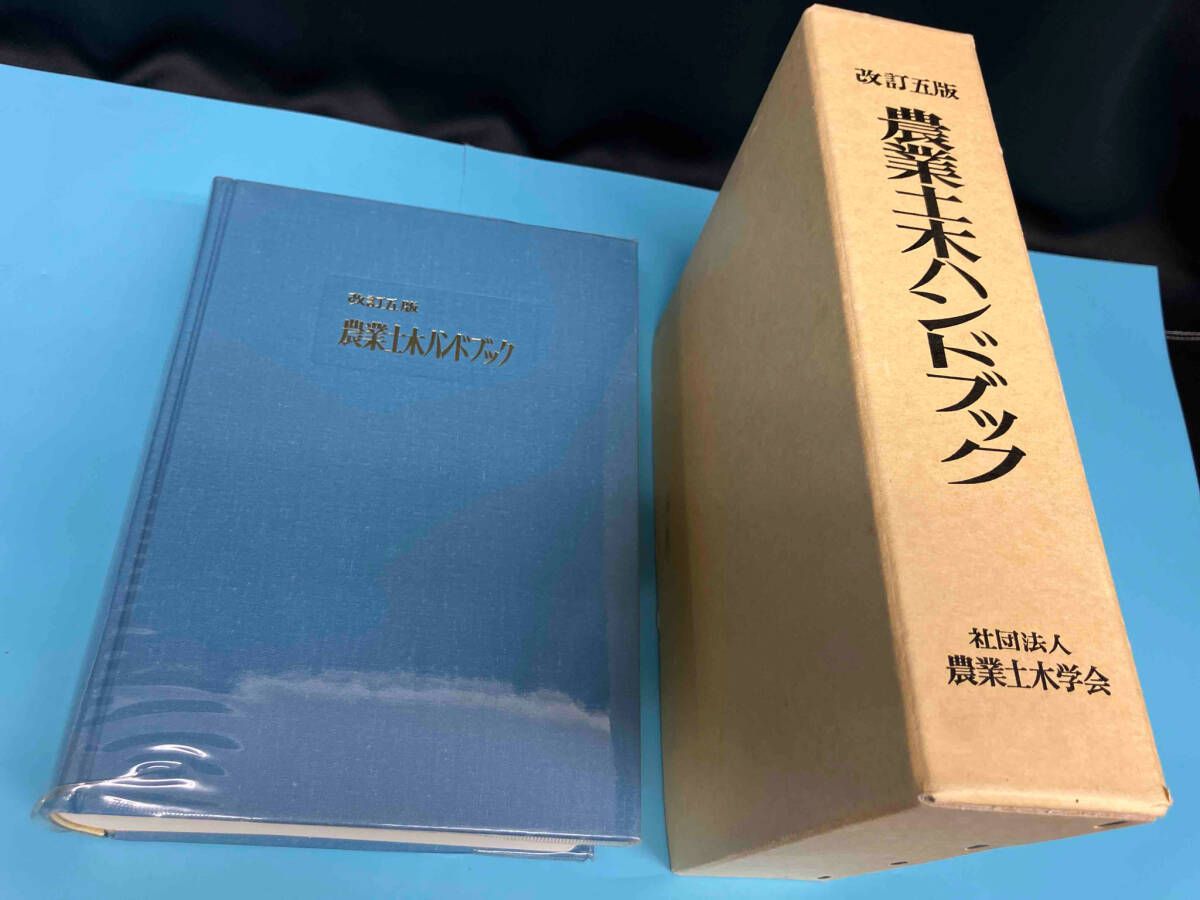 改訂五版
農業土木ハンドブック
改訂五版
農業土木ハンドブック
社団法人
農業土木学会